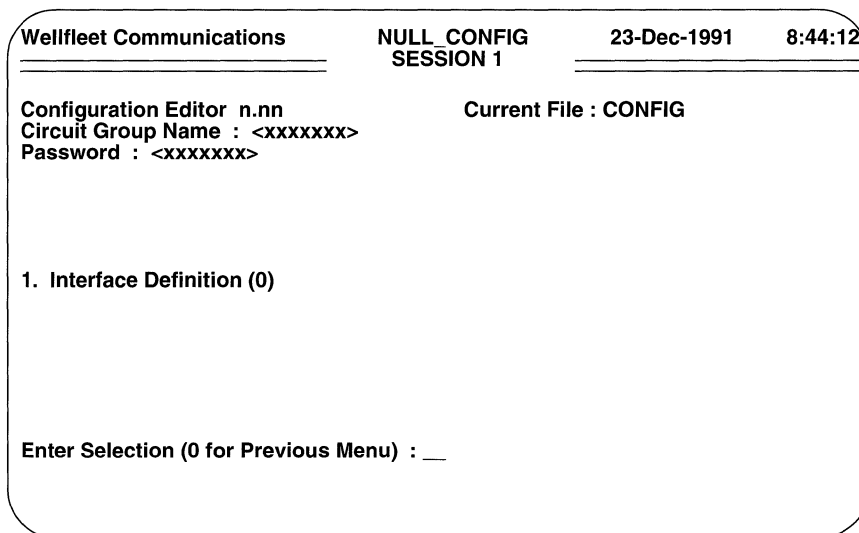 Wellfleet Communications NULL_CONFIG 23-Dec-1991 8:44:12
SESSION 1
Configuration Editor n.nn Current File : CONFIG
Circuit Group Name : <xxxxxxx>
Password : <xxxxxxx>
1. Interface Definition (0)
Enter Selection (0 for Previous Menu) : __